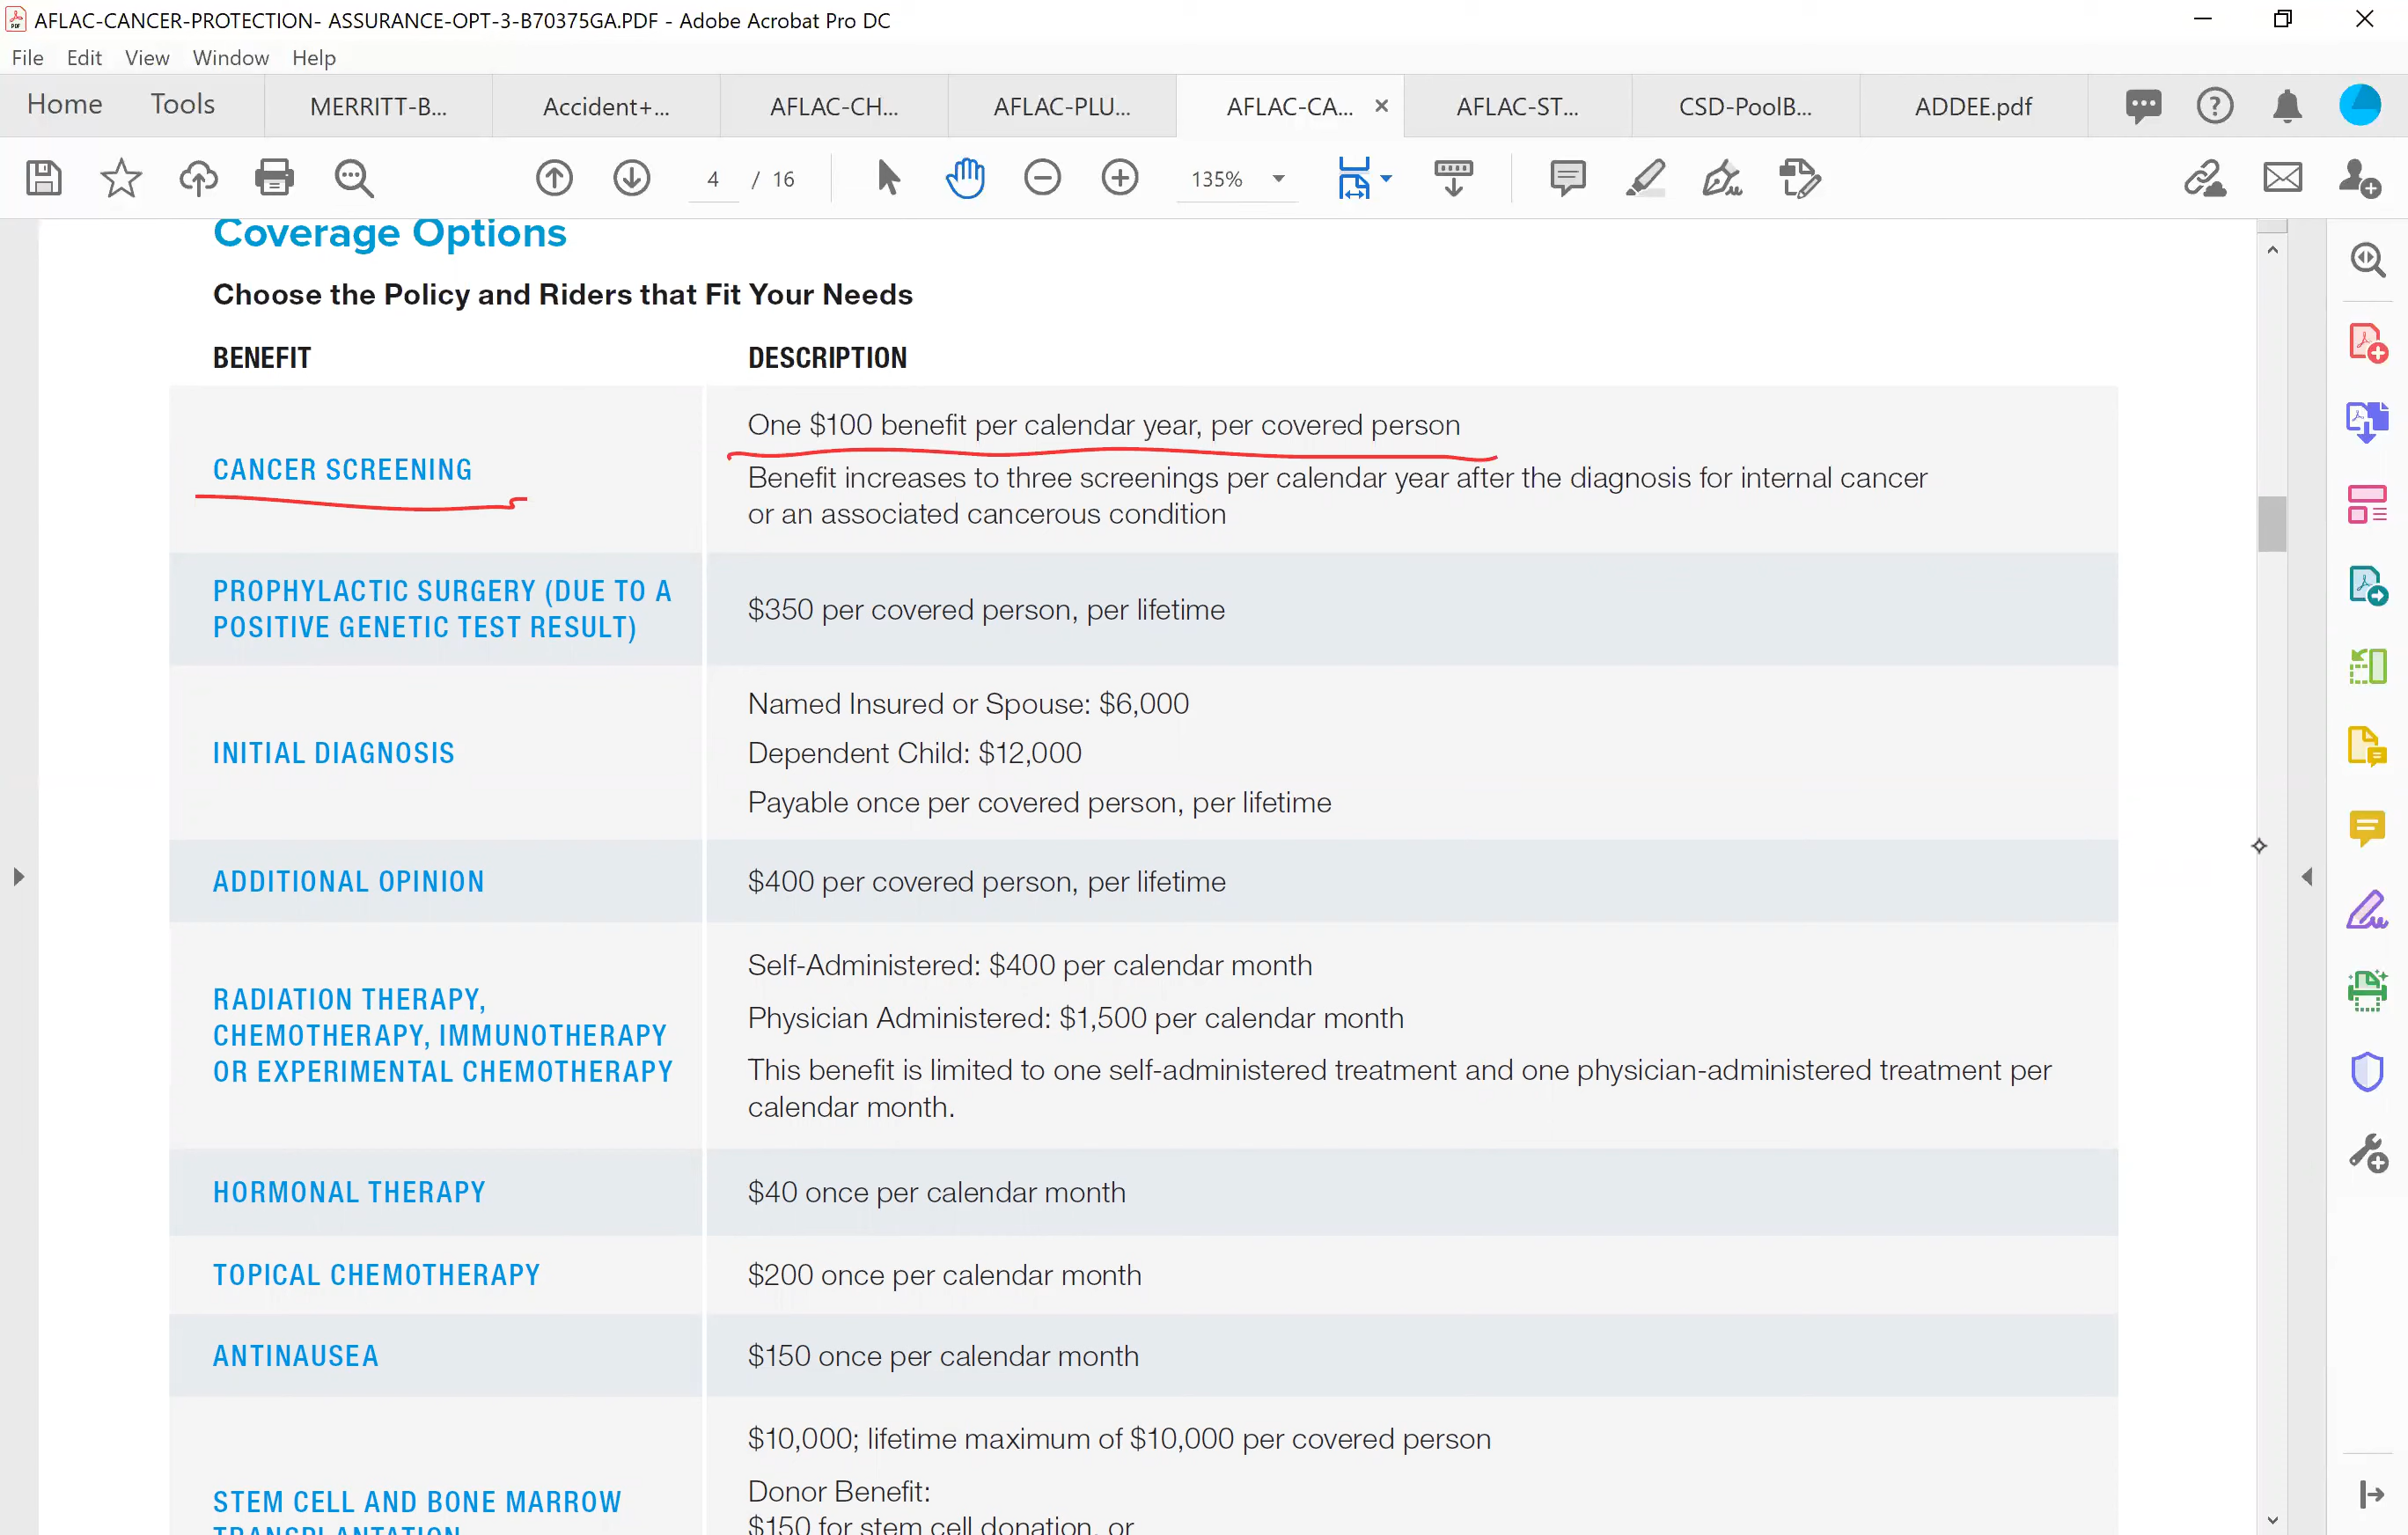 AFLAC-CANCER-PROTECTION- ASSURANCE-OPT-3-B70375GA.PDF - Adobe Acrobat Pro DC
File Edit View Window Help
Home Tools MERRITT-B... Accident+... AFLAC-CH... AFLAC-PLU... AFLAC-CA... AFLAC-ST... CSD-PoolB... ADDEE.pdf
4 / 16 135%
Coverage Options
Choose the Policy and Riders that Fit Your Needs
BENEFIT DESCRIPTION
CANCER SCREENING
One $100 benefit per calendar year, per covered person
Benefit increases to three screenings per calendar year after the diagnosis for internal cancer
or an associated cancerous condition
PROPHYLACTIC SURGERY (DUE TO A
POSITIVE GENETIC TEST RESULT)
$350 per covered person, per lifetime
INITIAL DIAGNOSIS
Named Insured or Spouse: $6,000
Dependent Child: $12,000
Payable once per covered person, per lifetime
ADDITIONAL OPINION
$400 per covered person, per lifetime
RADIATION THERAPY,
CHEMOTHERAPY, IMMUNOTHERAPY
OR EXPERIMENTAL CHEMOTHERAPY
Self-Administered: $400 per calendar month
Physician Administered: $1,500 per calendar month
This benefit is limited to one self-administered treatment and one physician-administered treatment per
calendar month.
HORMONAL THERAPY
$40 once per calendar month
TOPICAL CHEMOTHERAPY
$200 once per calendar month
ANTINAUSEA
$150 once per calendar month
STEM CELL AND BONE MARROW
TRANSPLANTATION
$10,000; lifetime maximum of $10,000 per covered person
Donor Benefit:
$150 for stem cell donation, or